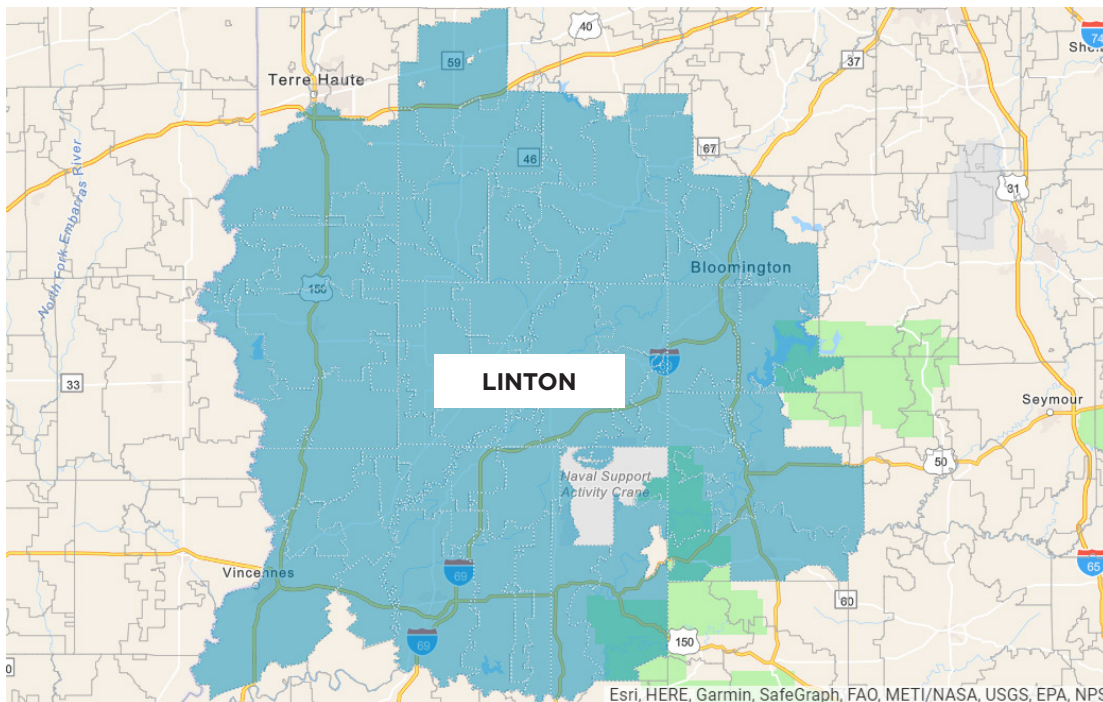 40
74
59
37
Terre Haute
46
67
31
North Fork Embarras River
Bloomington
150
33
LINTON
Seymour
50
Naval Support
Activity Crane
65
Vincennes
69
60
69
150
Esri, HERE, Garmin, SafeGraph, FAO, METI/NASA, USGS, EPA, NPS